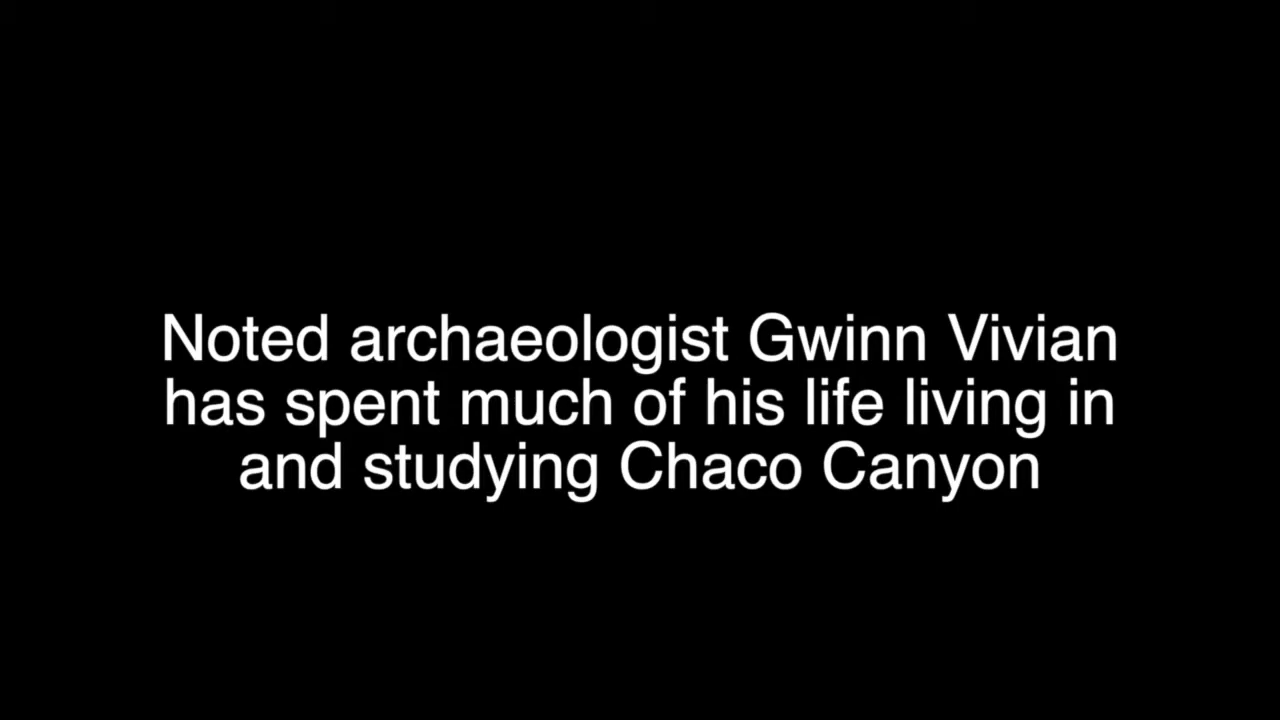 Noted archaeologist Gwinn Vivian
has spent much of his life living in
and studying Chaco Canyon